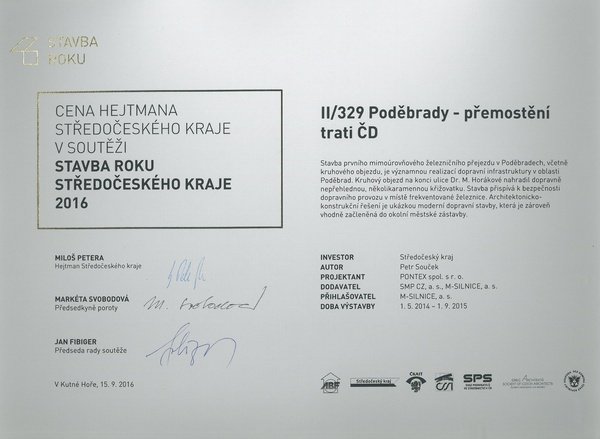 STAVBA
ROKU
CENA HEJTMANA
STŘEDOČESKÉHO KRAJE
V SOUTĚŽI
STAVBA ROKU
STŘEDOČESKÉHO KRAJE
2016
MILOŠ PETERA
Hejtman Středočeského kraje
MARKÉTA SVOBODOVÁ
Předsedkyně poroty
JAN FIBIGER
Předseda rady soutěže
V Kutné Hoře, 15. 9. 2016
II/329 Poděbrady - přemostění
trati ČD
Stavba prvního mimoúrovňového železničního přejezdu v Poděbradech, včetně
kruhového objezdu, je významnou realizací dopravní infrastruktury v oblasti
Poděbrad. Kruhový objezd na konci ulice Dr. M. Horákové nahradil dopravně
nepřehlednou, několikaramennou křižovatku. Stavba přispívá k bezpečnosti
dopravního provozu v místě frekventované železnice. Architektonicko-
konstrukční řešení je ukázkou moderní dopravní stavby, která je zároveň
vhodně začleněná do okolní městské zástavby.
INVESTOR Středočeský kraj
AUTOR Petr Souček
PROJEKTANT PONTEX spol. s r. o.
DODAVATEL SMP CZ, a. s., M-SILNICE, a. s.
PŘIHLAŠOVATEL M-SILNICE, a. s.
DOBA VÝSTAVBY 1. 5. 2014 – 1. 9. 2015
ABF
Středočeský kraj
ČKAIT
ČSSI
SPS